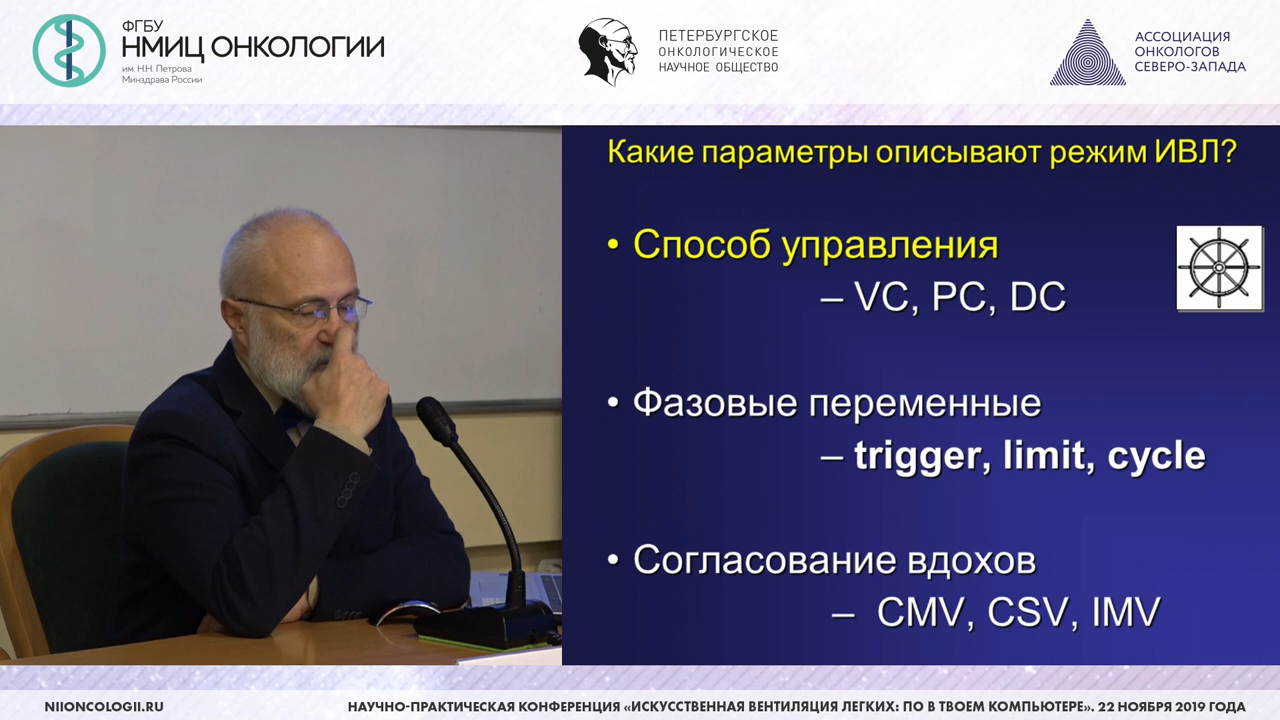 ФГБУ
НМИЦ ОНКОЛОГИИ
им. Н.Н. Петрова
Минздрава России
ПЕТЕРБУРГСКОЕ
ОНКОЛОГИЧЕСКОЕ
НАУЧНОЕ ОБЩЕСТВО
АССОЦИАЦИЯ
ОНКОЛОГОВ
СЕВЕРО-ЗАПАДА
Какие параметры описывают режим ИВЛ?
• Способ управления
– VC, PC, DC
• Фазовые переменные
– trigger, limit, cycle
• Согласование вдохов
– CMV, CSV, IMV
NIIONCOLOGII.RU
НАУЧНО-ПРАКТИЧЕСКАЯ КОНФЕРЕНЦИЯ «ИСКУССТВЕННАЯ ВЕНТИЛЯЦИЯ ЛЕГКИХ: ПО В ТВОЕМ КОМПЬЮТЕРЕ». 22 НОЯБРЯ 2019 ГОДА